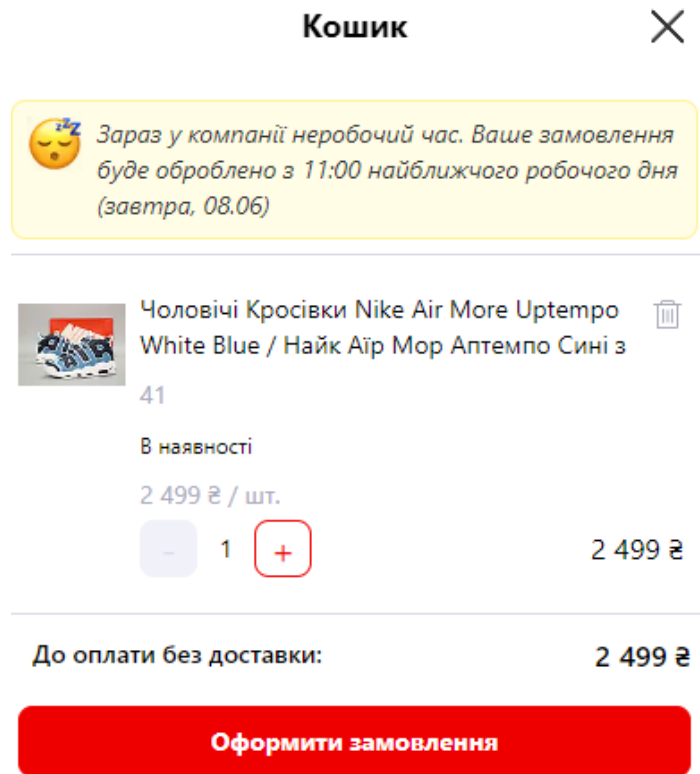 Кошик
Зараз у компанії неробочий час. Ваше замовлення
буде оброблено з 11:00 найближчого робочого дня
(завтра, 08.06)
Чоловічі Кросівки Nike Air More Uptempo
White Blue / Найк Аїр Мор Аптемпо Сині з
41
В наявності
2 499 ₴ / шт.
- 1 +
2 499 ₴
До оплати без доставки: 2 499 ₴
Оформити замовлення